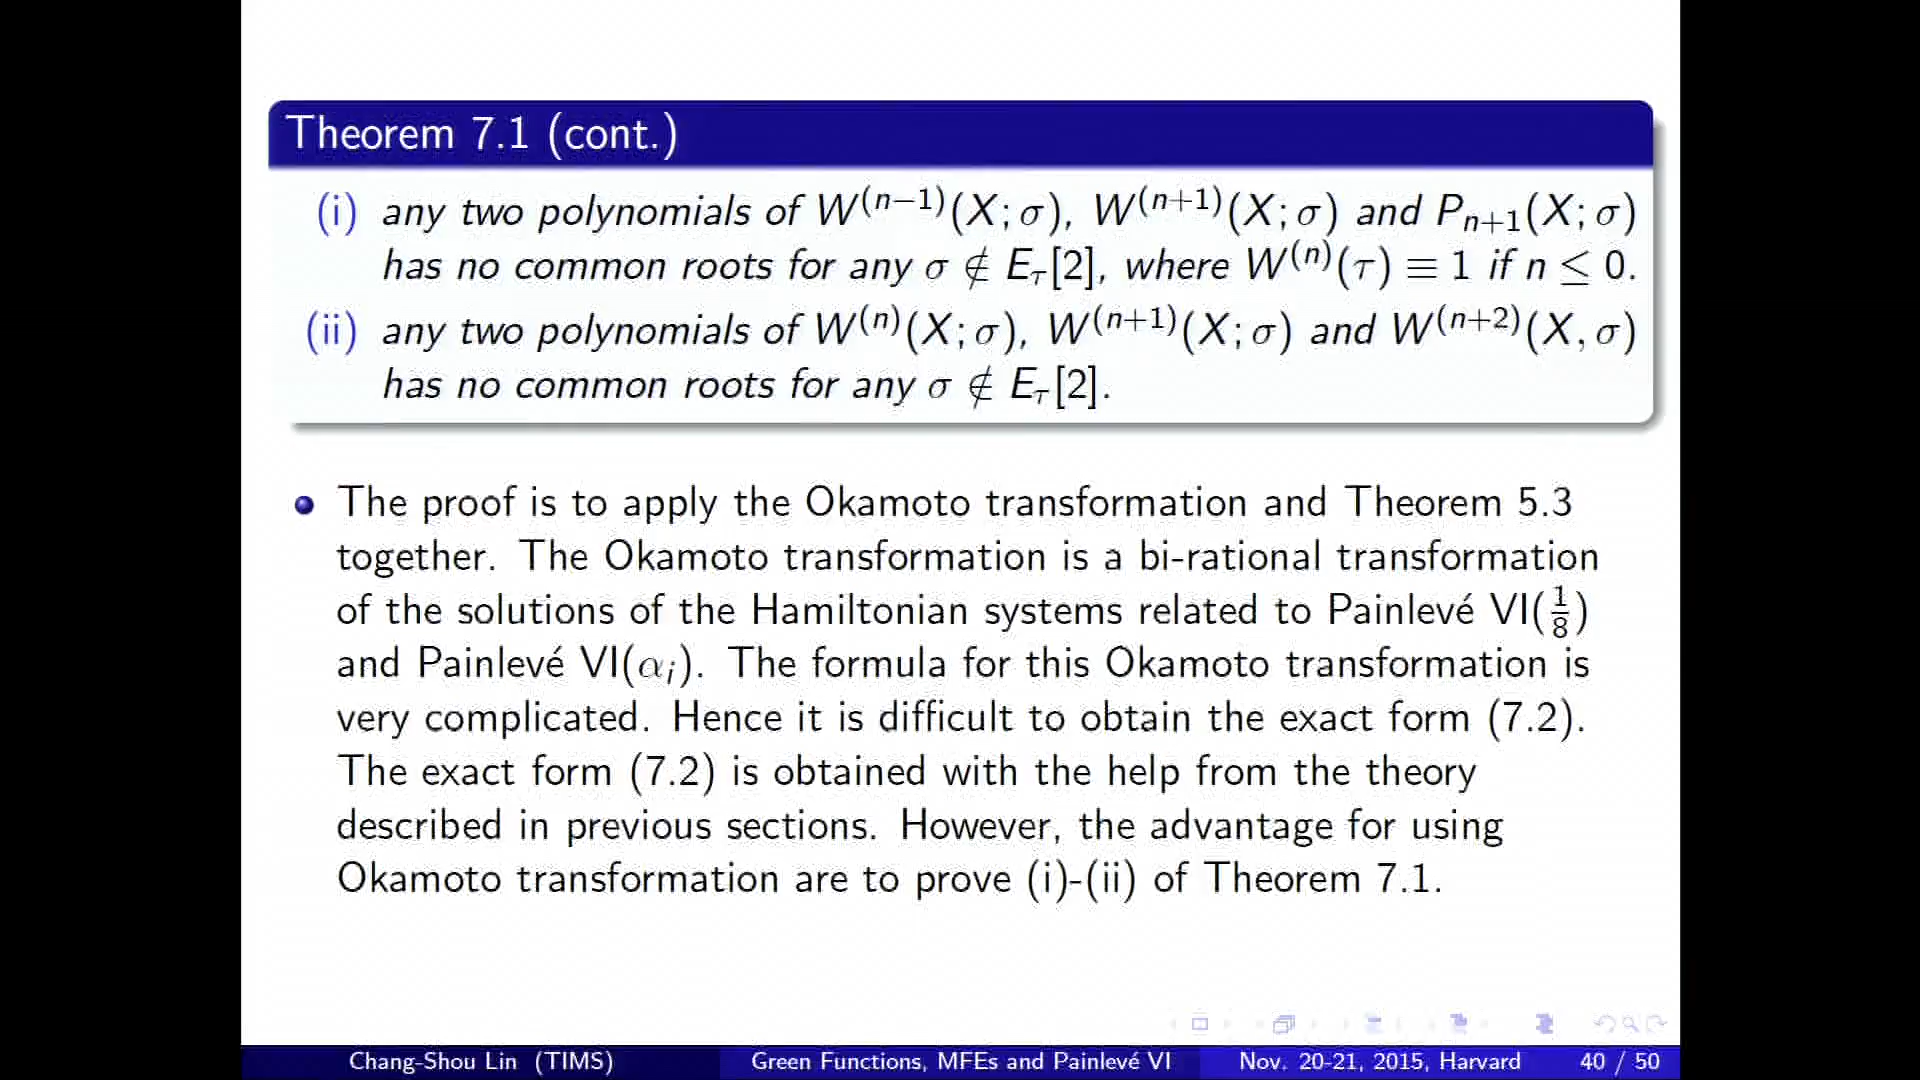 Theorem 7.1 (cont.)
(i) any two polynomials of W^{(n−1)}(X; σ), W^{(n+1)}(X; σ) and P_{n+1}(X; σ)
has no common roots for any σ ∉ E_τ[2], where W^{(n)}(τ) ≡ 1 if n ≤ 0.
(ii) any two polynomials of W^{(n)}(X; σ), W^{(n+1)}(X; σ) and W^{(n+2)}(X, σ)
has no common roots for any σ ∉ E_τ[2].
• The proof is to apply the Okamoto transformation and Theorem 5.3
together. The Okamoto transformation is a bi-rational transformation
of the solutions of the Hamiltonian systems related to Painlevé VI(1/8)
and Painlevé VI(α_i). The formula for this Okamoto transformation is
very complicated. Hence it is difficult to obtain the exact form (7.2).
The exact form (7.2) is obtained with the help from the theory
described in previous sections. However, the advantage for using
Okamoto transformation are to prove (i)-(ii) of Theorem 7.1.
Chang-Shou Lin (TIMS) Green Functions, MFEs and Painlevé VI Nov. 20-21, 2015, Harvard 40 / 50